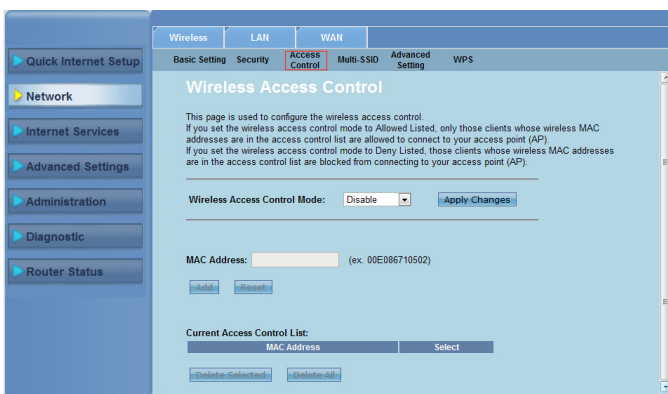 Wireless LAN WAN
Basic Setting Security Access Control Multi-SSID Advanced Setting WPS
Quick Internet Setup
Network
Internet Services
Advanced Settings
Administration
Diagnostic
Router Status
Wireless Access Control
This page is used to configure the wireless access control.
If you set the wireless access control mode to Allowed Listed, only those clients whose wireless MAC
addresses are in the access control list are allowed to connect to your access point (AP).
If you set the wireless access control mode to Deny Listed, those clients whose wireless MAC addresses
are in the access control list are blocked from connecting to your access point (AP).
Wireless Access Control Mode: Disable Apply Changes
MAC Address: (ex. 00E086710502)
Add Reset
Current Access Control List:
MAC Address Select
Delete Selected Delete All